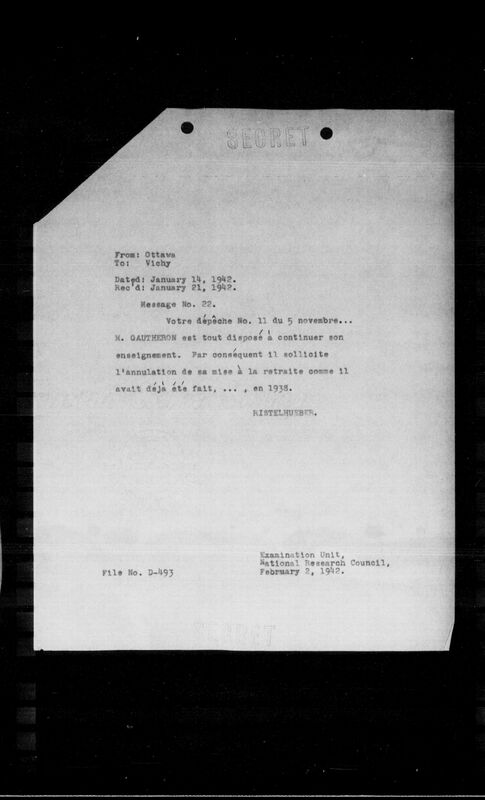 SECRET
From: Ottawa
To: Vichy
Dated: January 14, 1942.
Rec'd: January 21, 1942.
Message No. 22.
Votre dépêche No. 11 du 5 novembre...
M. GAUTHERON est tout disposé à continuer son
enseignement. Par conséquent il sollicite
l'annulation de sa mise à la retraite comme il
avait déjà été fait, ... , en 1938.
RISTELHUEBER.
Examination Unit,
National Research Council,
File No. D-493
February 2, 1942.
SECRET